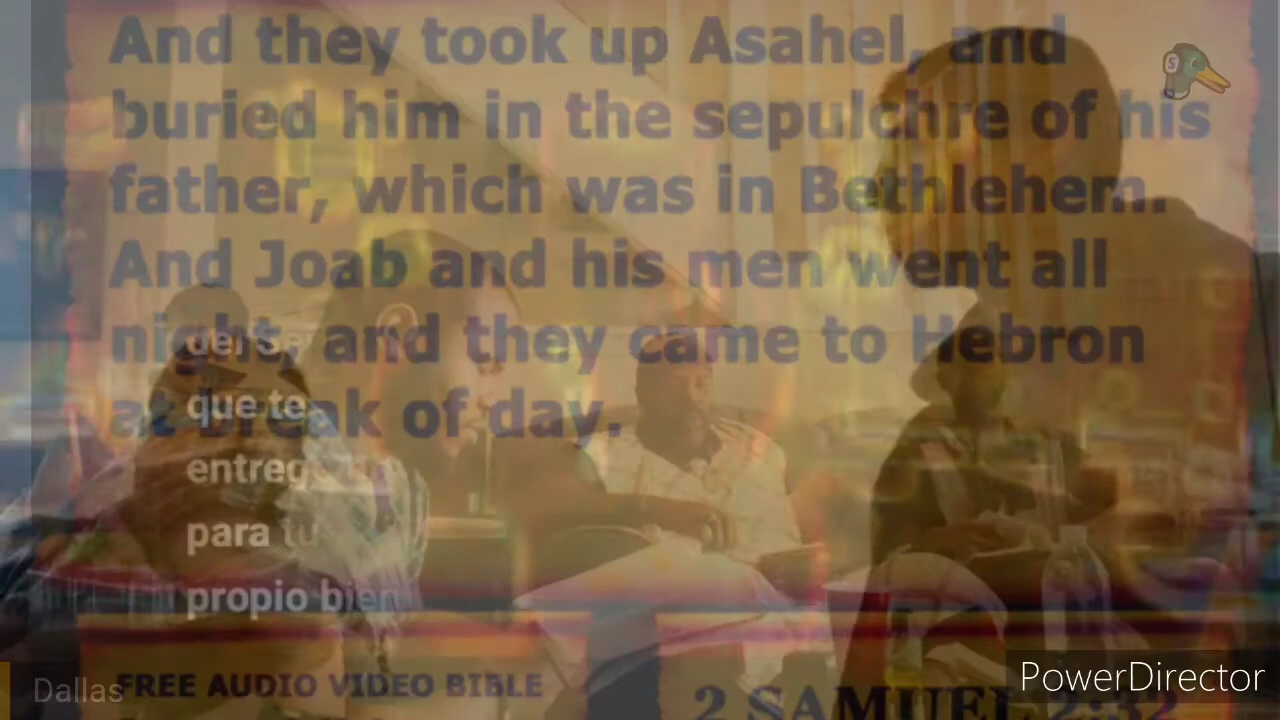 And they took up Asahel, and
buried him in the sepulchre of his
father, which was in Bethlehem.
And Joab and his men went all
night, and they came to Hebron
at break of day.
que te
para tu
propio bien
Dallas
FREE AUDIO VIDEO BIBLE
2 SAMUEL 2:32
PowerDirector
S